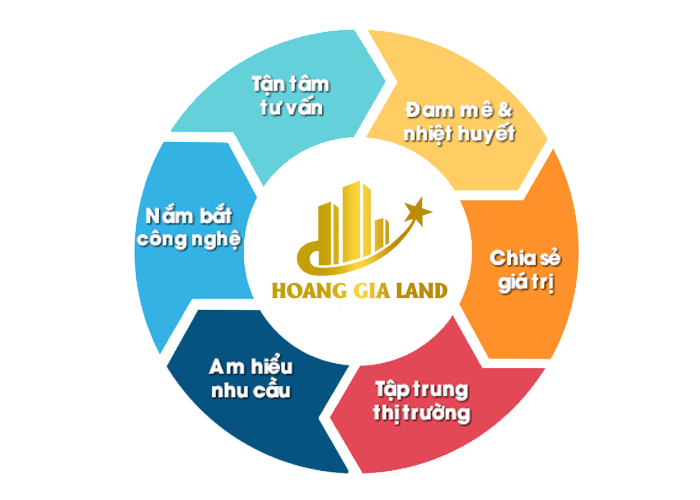 Tận tâm
tư vấn
Đam mê &
nhiệt huyết
Chia sẻ
giá trị
Tập trung
thị trường
Am hiểu
nhu cầu
Nắm bắt
công nghệ
HOANG GIA LAND